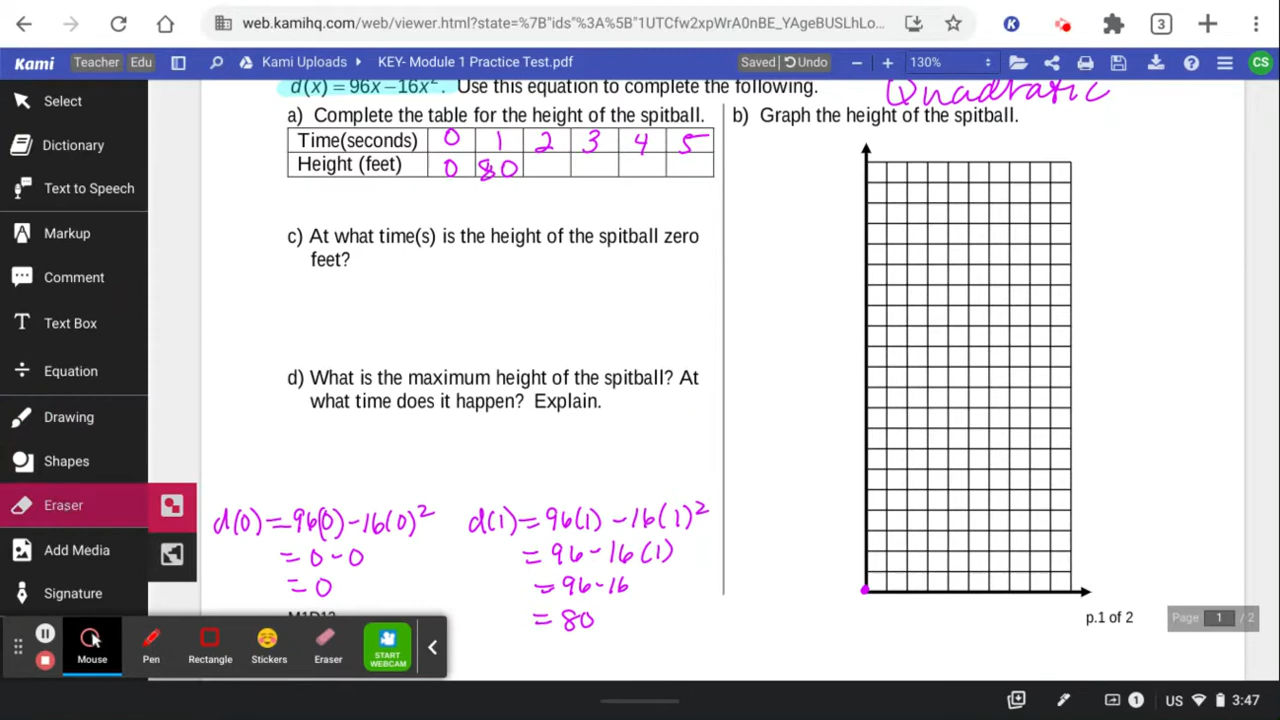 web.kamihq.com/web/viewer.html?state=%7B"ids"%3A%5B"1UTCfw2xpWrA0nBE_YAgeBUSLhLo...
3
Kami Teacher Edu Kami Uploads > KEY- Module 1 Practice Test.pdf Saved Undo 130% CS
Select
Dictionary
Text to Speech
Markup
Comment
Text Box
Equation
Drawing
Shapes
Eraser
Add Media
Signature
d(x) = 96x – 16x². Use this equation to complete the following.
Quadratic
a) Complete the table for the height of the spitball.
Time(seconds) 0 1 2 3 4 5
Height (feet) 0 80
b) Graph the height of the spitball.
c) At what time(s) is the height of the spitball zero
feet?
d) What is the maximum height of the spitball? At
what time does it happen? Explain.
d(0) = 96(0) - 16(0)²
= 0 - 0
= 0
d(1) = 96(1) - 16(1)²
= 96 - 16(1)
= 96 - 16
= 80
p.1 of 2
Page 1 / 2
Mouse
Pen
Rectangle
Stickers
Eraser
START
WEBCAM
1 US 3:47